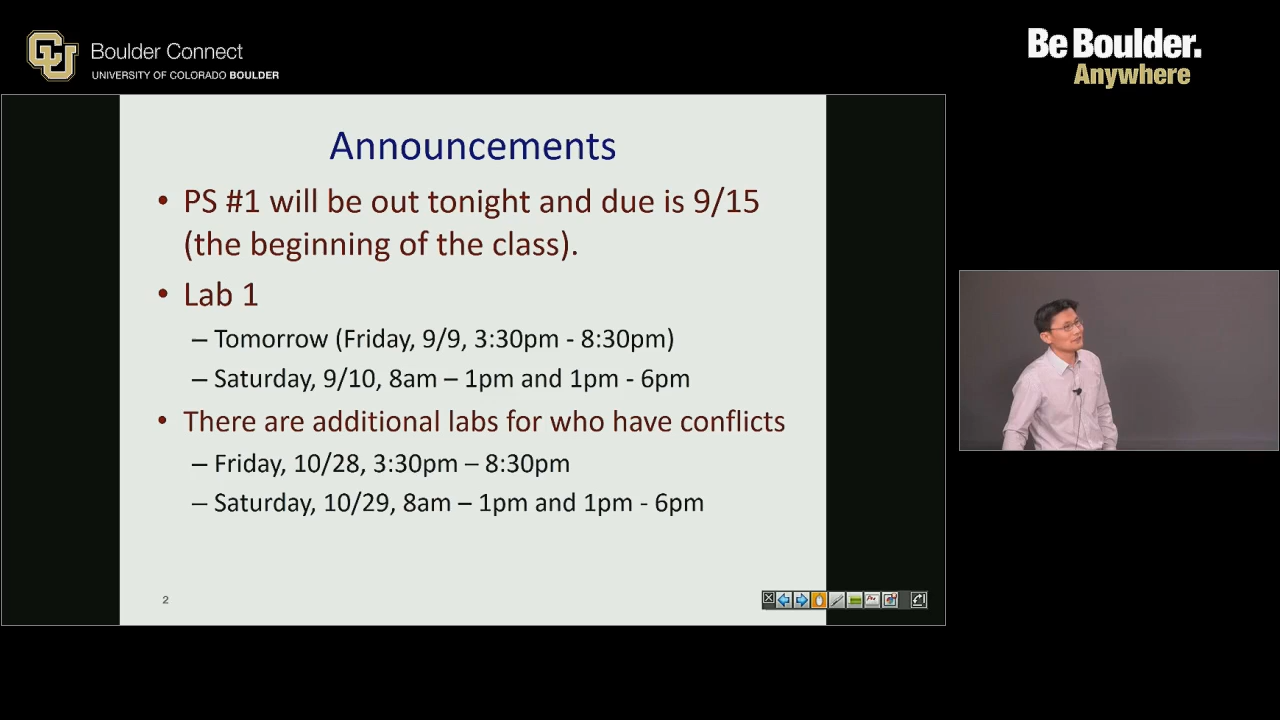 Boulder Connect
UNIVERSITY OF COLORADO BOULDER
Be Boulder.
Anywhere
Announcements
• PS #1 will be out tonight and due is 9/15
(the beginning of the class).
• Lab 1
– Tomorrow (Friday, 9/9, 3:30pm - 8:30pm)
– Saturday, 9/10, 8am – 1pm and 1pm - 6pm
• There are additional labs for who have conflicts
– Friday, 10/28, 3:30pm – 8:30pm
– Saturday, 10/29, 8am – 1pm and 1pm - 6pm
2